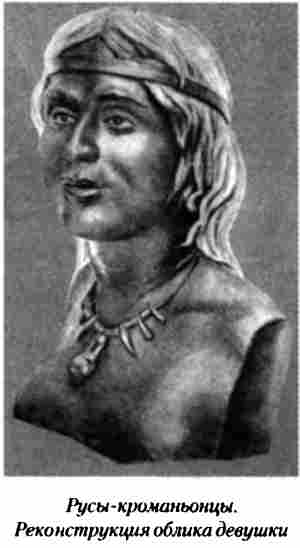 Русы-кроманьонцы.
Реконструкция облика девушки